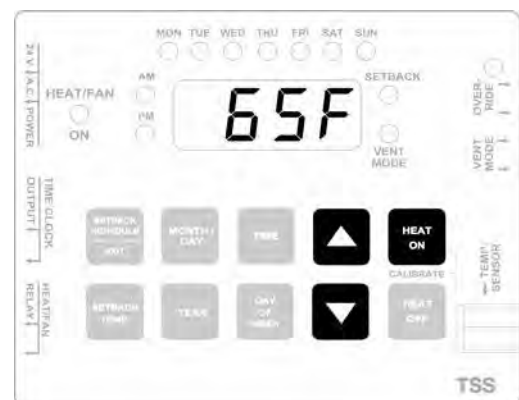 MON TUE WED THU FRI SAT SUN
24 V. A.C. POWER
HEAT/FAN
ON
AM
PM
65F
SETBACK
VENT
MODE
OVER-
RIDE
VENT
MODE
TIME CLOCK
OUTPUT
SETBACK
SCHEDULE
EXIT
MONTH /
DAY
TIME
HEAT
ON
CALIBRATE
TEMP.
SENSOR
HEAT/FAN
RELAY
SETBACK
TEMP
YEAR
DAY
OF
WEEK
HEAT
OFF
TSS